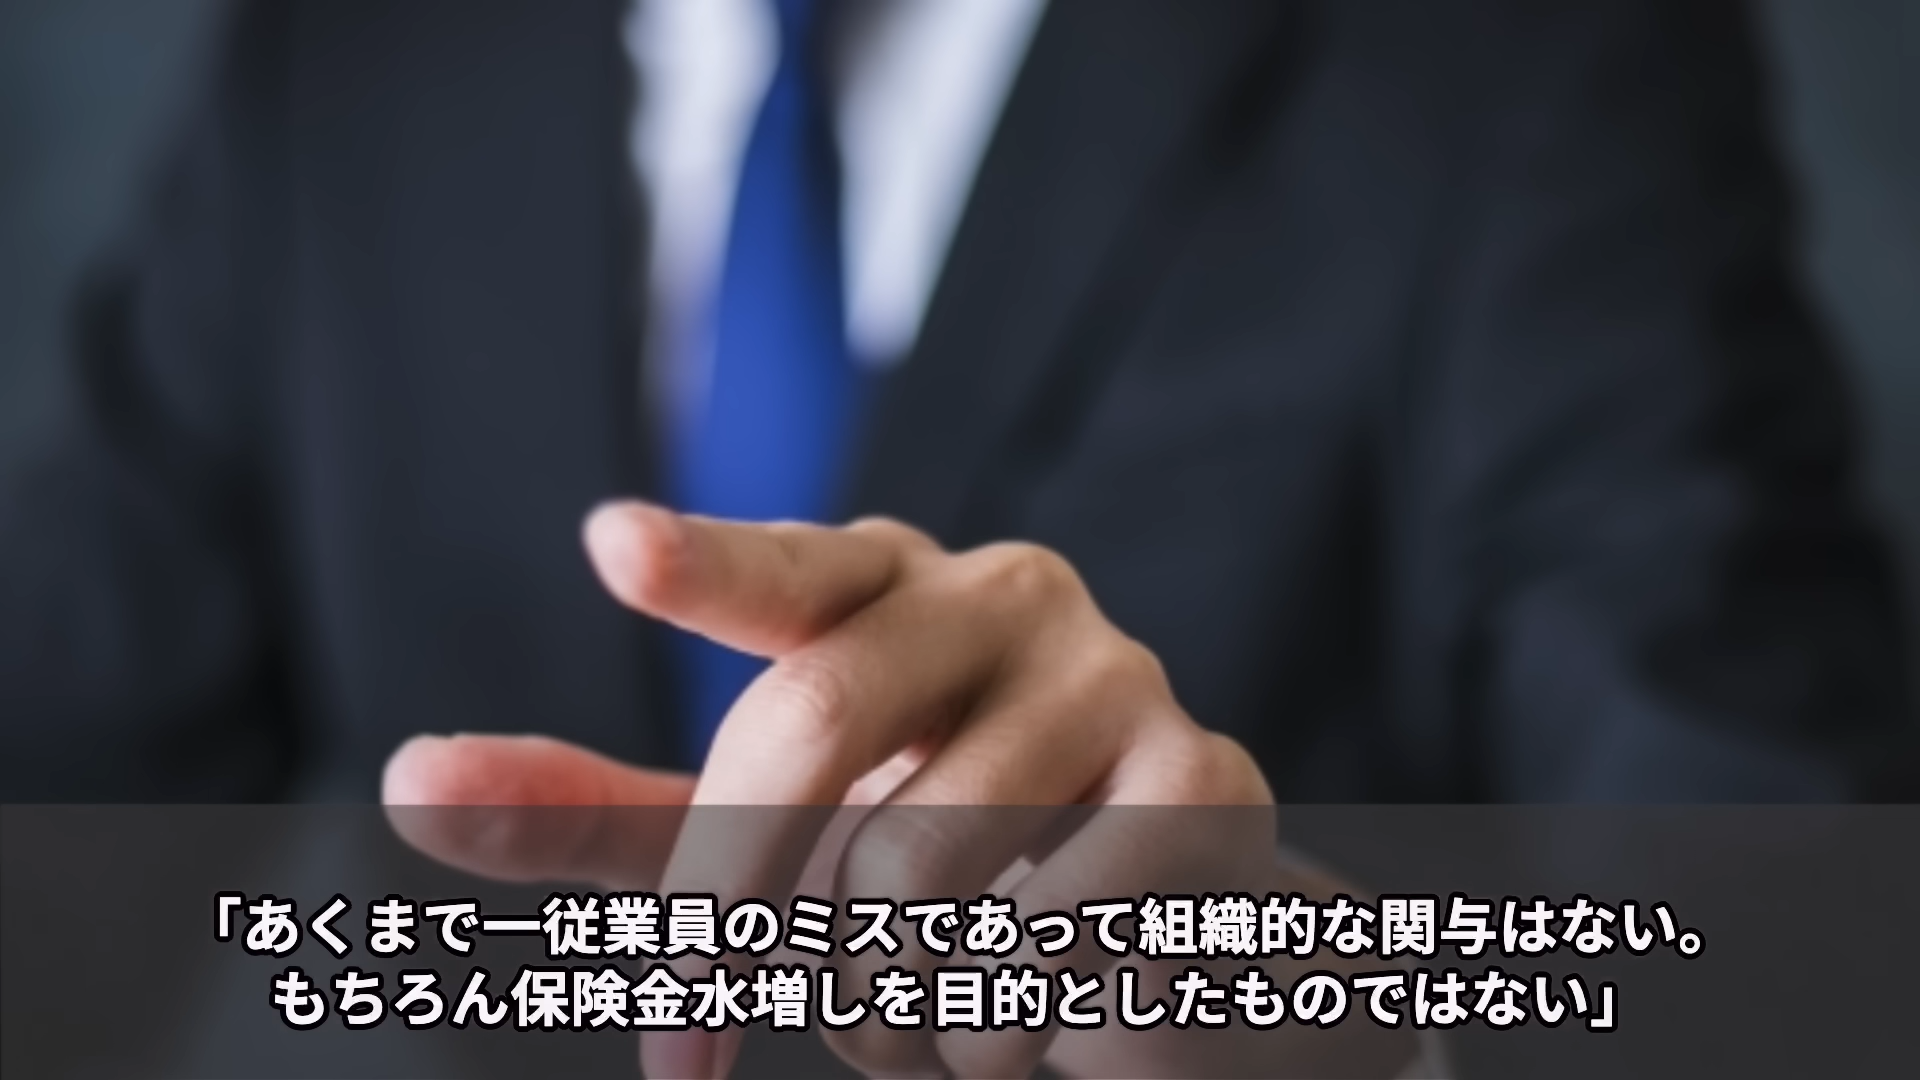 「あくまで一従業員のミスであって組織的な関与はない。
もちろん保険金水増しを目的としたものではない」